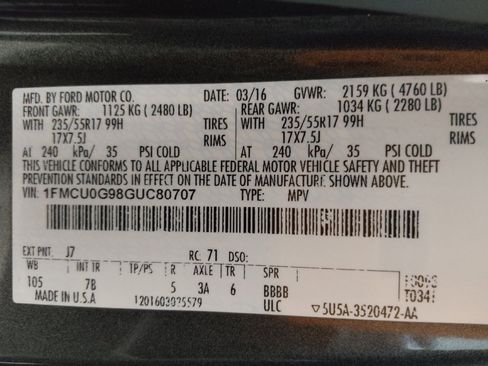 MFD. BY FORD MOTOR CO. DATE: 03/16 GVWR: 2159 KG ( 4760 LB)
FRONT GAWR: 1125 KG ( 2480 LB) REAR GAWR: 1034 KG ( 2280 LB)
WITH 235/55R17 99H TIRES WITH 235/55R17 99H TIRES
17X7.5J RIMS 17X7.5J RIMS
AT 240 kPa/ 35 PSI COLD AT 240 kPa/ 35 PSI COLD
THIS VEHICLE CONFORMS TO ALL APPLICABLE FEDERAL MOTOR VEHICLE SAFETY AND THEFT
PREVENTION STANDARDS IN EFFECT ON THE DATE OF MANUFACTURE SHOWN ABOVE.
VIN: 1FMCU0G98GUC80707 TYPE: MPV
EXT PNT: J7 RC: 71 DSO:
WB INT TR TP/PS R AXLE TR SPR
105 7B 5 3A 6 BBBB
MADE IN U.S.A ULC
▽5U5A-3520472-AA